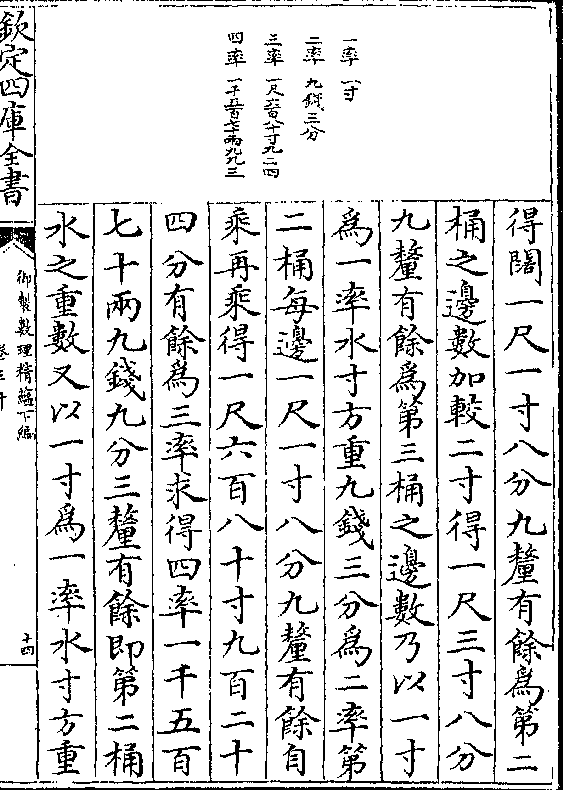 一率 一寸
二率 九錢三分
三率 一尺六百八十寸九二四
四率 一千五百七十兩九九三
得闊一尺一寸八分九釐有餘爲第二
桶之邊數加較二寸得一尺三寸八分
九釐有餘爲第三桶之邊數乃以一寸
爲一率水寸方重九錢三分爲二率第
二桶每邊一尺一寸八分九釐有餘自
乘再乘得一尺六百八十寸九百二十
四分有餘爲三率求得四率一千五百
七十兩九錢九分三釐有餘即第二桶
水之重數又以一寸爲一率水寸方重
欽定四庫全書
御製數理精藴下編
卷三十
十四